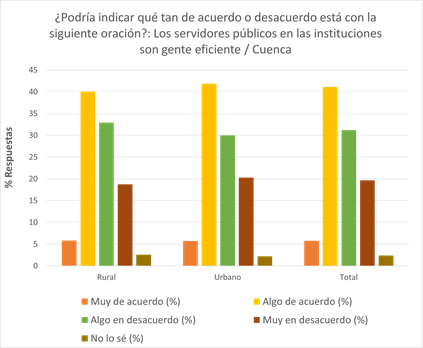 ¿Podría indicar qué tan de acuerdo o desacuerdo está con la
siguiente oración?: Los servidores públicos en las instituciones
son gente eficiente / Cuenca
% Respuestas
45
40
35
30
25
20
15
10
5
0
Rural
Urbano
Total
Muy de acuerdo (%)
Algo de acuerdo (%)
Algo en desacuerdo (%)
Muy en desacuerdo (%)
No lo sé (%)